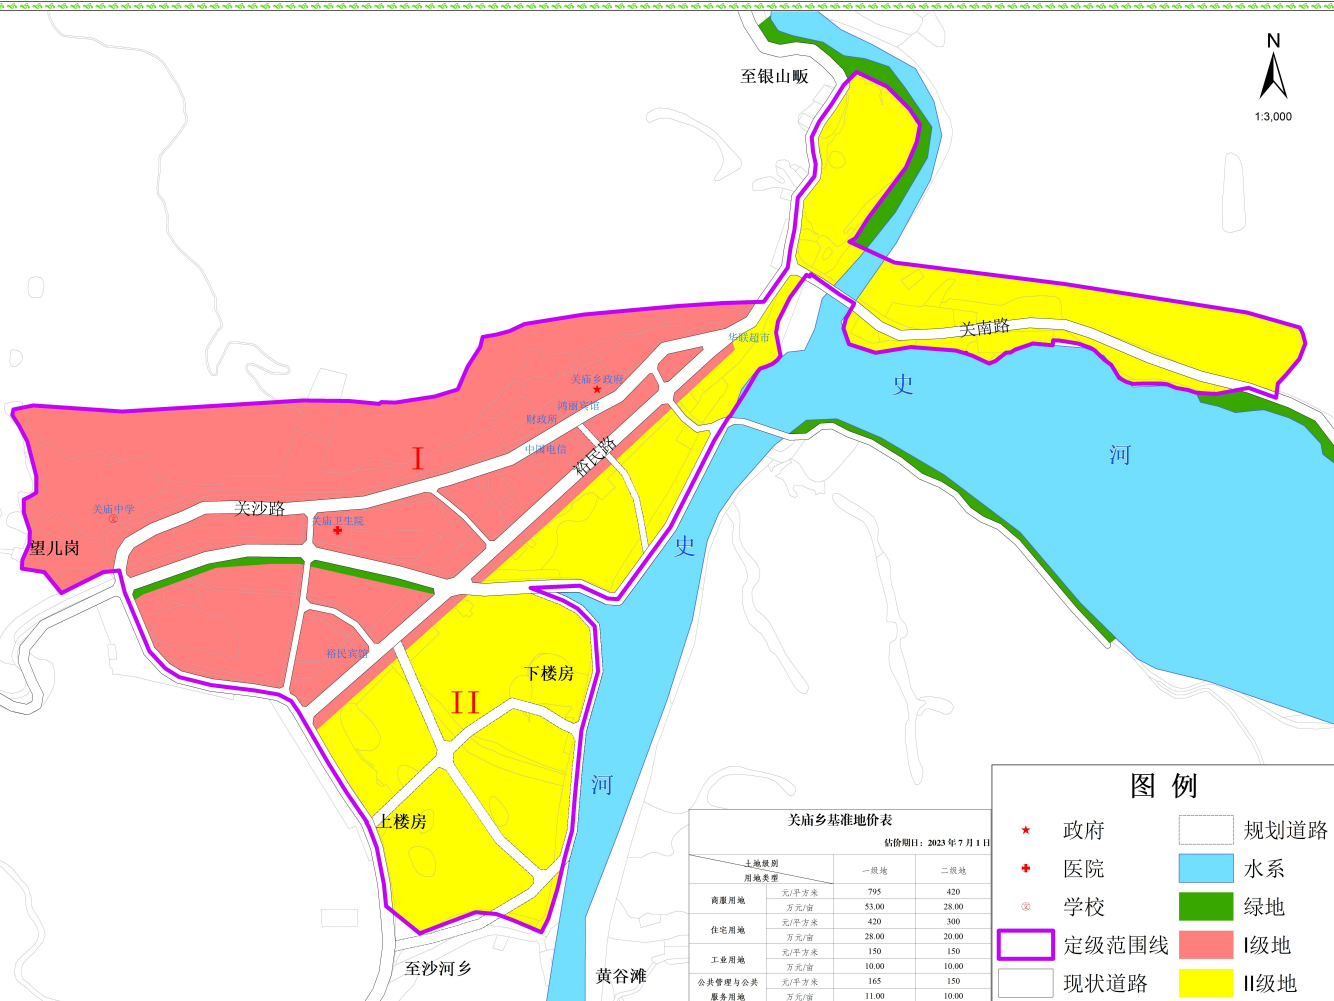 N
1:3,000
至银山畈
关南路
华联超市
史
关庙乡政府
鸿丽宾馆
财政所
中国电信
裕民路
河
I
关沙路
关庙中学
关庙卫生院
望儿岗
史
裕民宾馆
下楼房
II
河
上楼房
至沙河乡
黄谷滩
关庙乡基准地价表
估价期日：2023年7月1日
土地级别
用地类型
一级地
二级地
商服用地
元/平方米 795 420
万元/亩 53.00 28.00
住宅用地
元/平方米 420 300
万元/亩 28.00 20.00
工业用地
元/平方米 150 150
万元/亩 10.00 10.00
公共管理与公共
服务用地
元/平方米 165 150
万元/亩 11.00 10.00
图 例
政府
规划道路
医院
水系
学校
绿地
定级范围线
I级地
现状道路
II级地